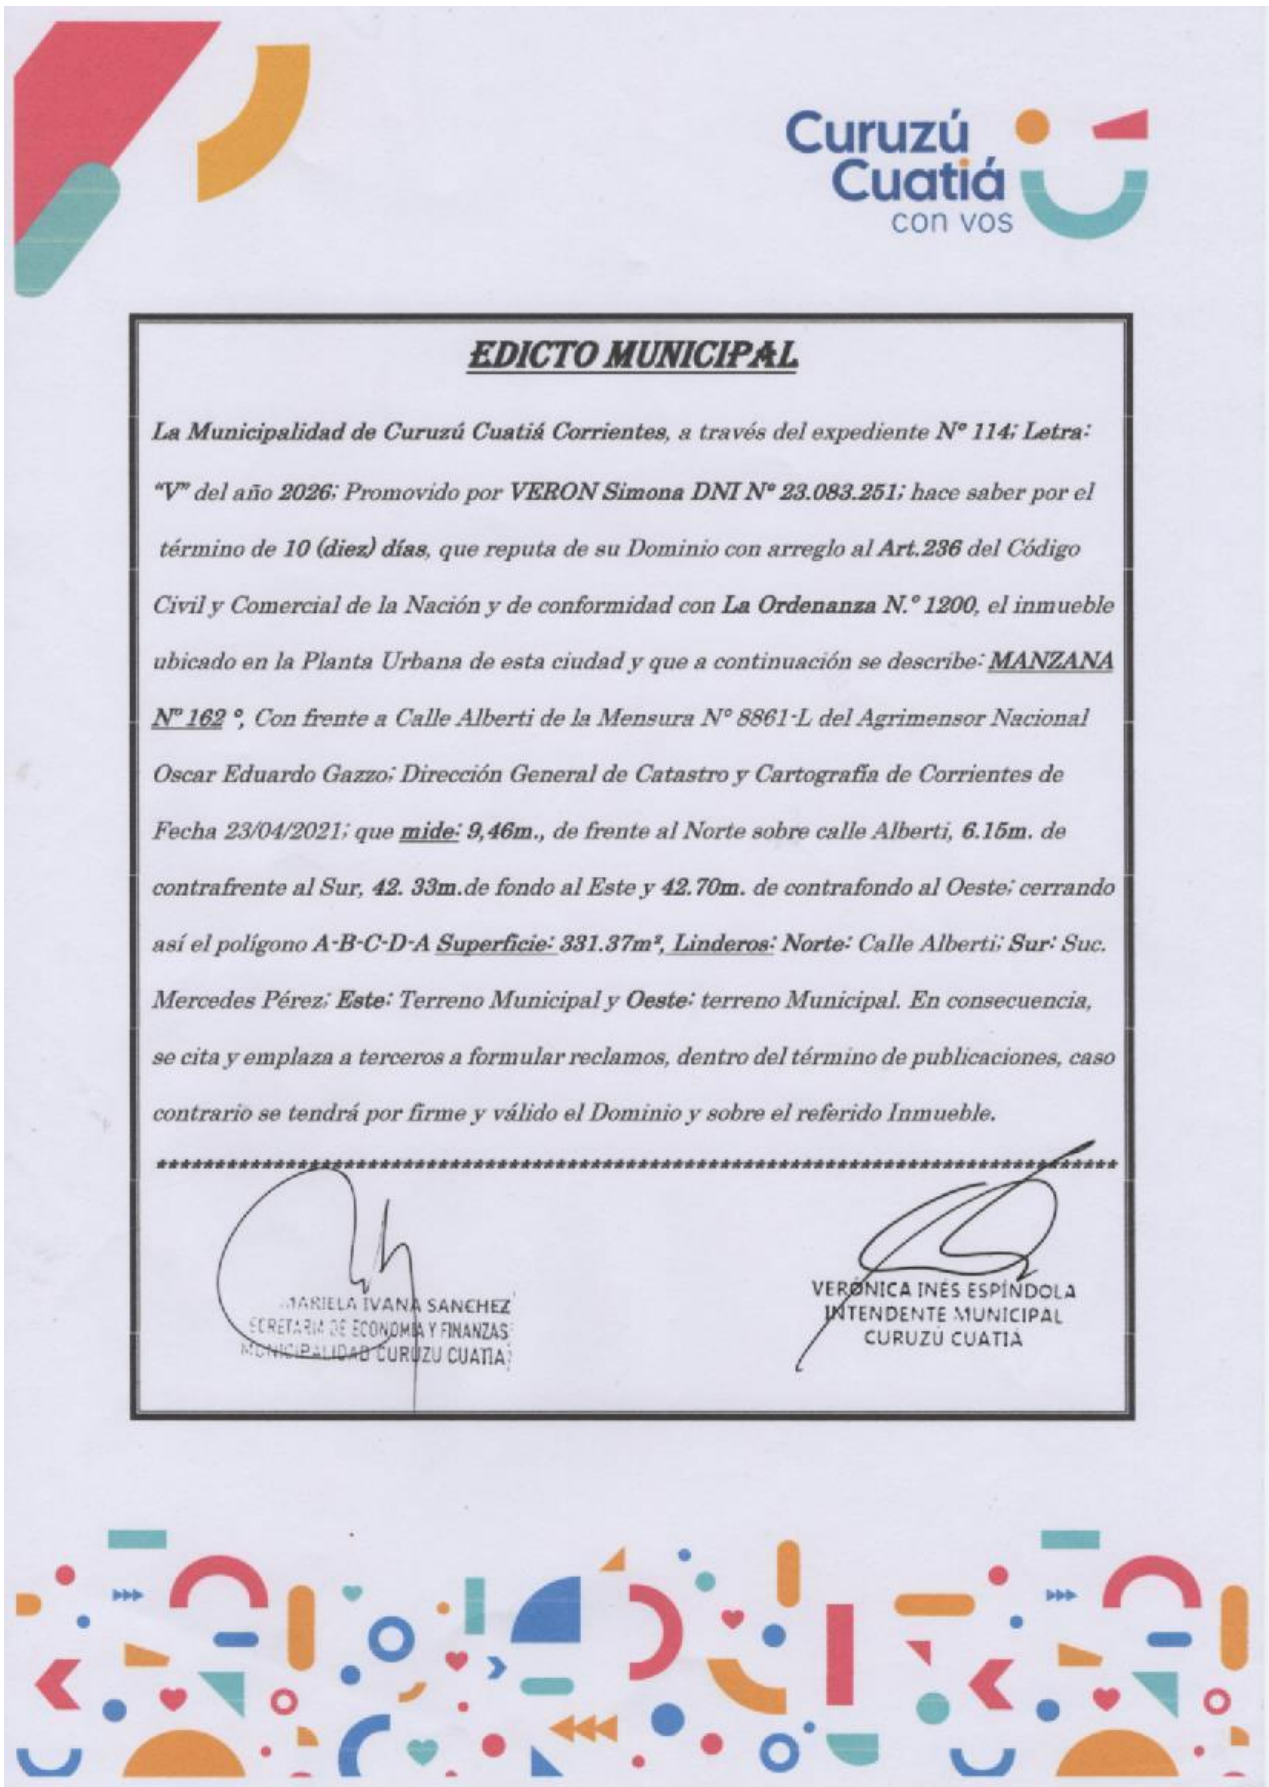 Curuzú
Cuatiá
con vos
EDICTO MUNICIPAL
La Municipalidad de Curuzú Cuatiá Corrientes, a través del expediente Nº 114; Letra:
“V” del año 2026; Promovido por VERON Simona DNI Nº 23.083.251; hace saber por el
término de 10 (diez) días, que reputa de su Dominio con arreglo al Art.236 del Código
Civil y Comercial de la Nación y de conformidad con La Ordenanza N.º 1200, el inmueble
ubicado en la Planta Urbana de esta ciudad y que a continuación se describe: MANZANA
Nº 162 º, Con frente a Calle Alberti de la Mensura Nº 8861-L del Agrimensor Nacional
Oscar Eduardo Gazzo; Dirección General de Catastro y Cartografía de Corrientes de
Fecha 23/04/2021; que mide: 9,46m., de frente al Norte sobre calle Alberti, 6.15m. de
contrafrente al Sur, 42. 33m.de fondo al Este y 42.70m. de contrafondo al Oeste; cerrando
así el polígono A-B-C-D-A Superficie: 331.37m², Linderos: Norte: Calle Alberti; Sur: Suc.
Mercedes Pérez; Este: Terreno Municipal y Oeste: terreno Municipal. En consecuencia,
se cita y emplaza a terceros a formular reclamos, dentro del término de publicaciones, caso
contrario se tendrá por firme y válido el Dominio y sobre el referido Inmueble.
MARIELA IVANA SANCHEZ
SECRETARIA DE ECONOMIA Y FINANZAS
MUNICIPALIDAD CURUZU CUATIA
VERÓNICA INÉS ESPÍNDOLA
INTENDENTE MUNICIPAL
CURUZÚ CUATIÁ